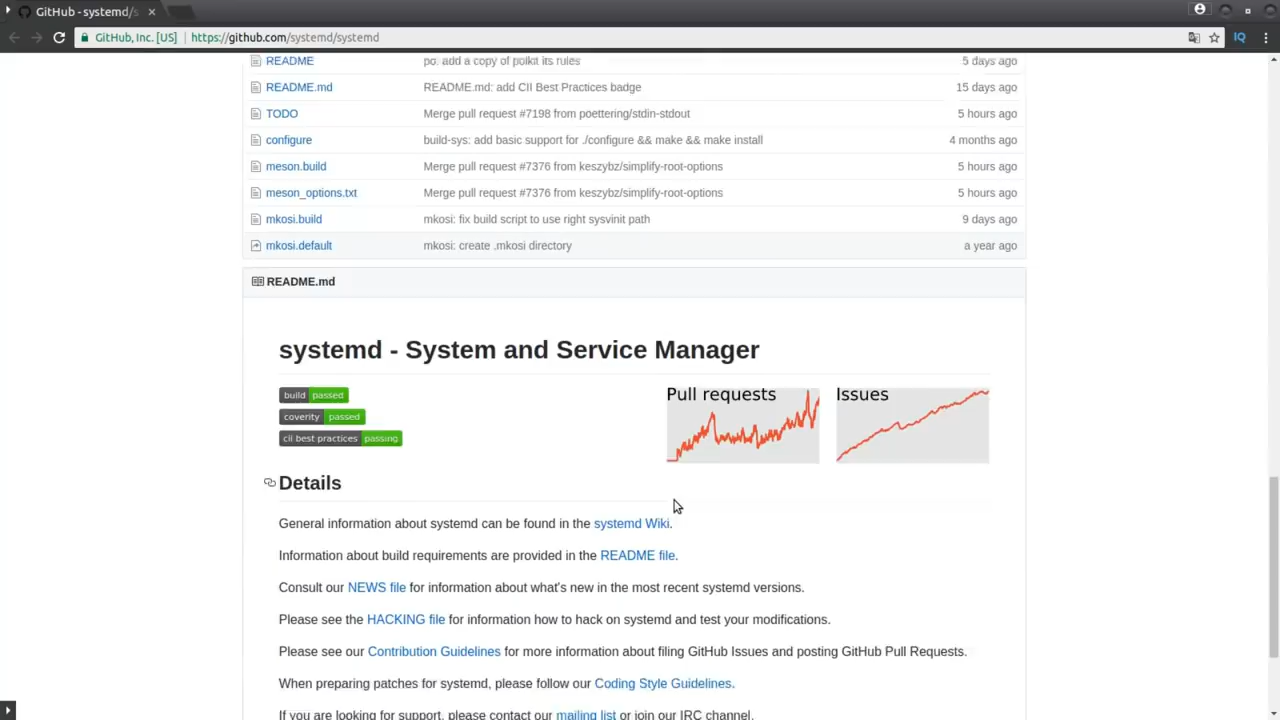 GitHub - systemd/s
GitHub, Inc. [US] | https://github.com/systemd/systemd
IQ
README po: add a copy of polkit its rules 5 days ago
README.md README.md: add CII Best Practices badge 15 days ago
TODO Merge pull request #7198 from poettering/stdin-stdout 5 hours ago
configure build-sys: add basic support for ./configure && make && make install 4 months ago
meson.build Merge pull request #7376 from keszybz/simplify-root-options 5 hours ago
meson_options.txt Merge pull request #7376 from keszybz/simplify-root-options 5 hours ago
mkosi.build mkosi: fix build script to use right sysvinit path 9 days ago
mkosi.default mkosi: create .mkosi directory a year ago
README.md
systemd - System and Service Manager
build passed
coverity passed
cii best practices passing
Pull requests
Issues
Details
General information about systemd can be found in the systemd Wiki.
Information about build requirements are provided in the README file.
Consult our NEWS file for information about what's new in the most recent systemd versions.
Please see the HACKING file for information how to hack on systemd and test your modifications.
Please see our Contribution Guidelines for more information about filing GitHub Issues and posting GitHub Pull Requests.
When preparing patches for systemd, please follow our Coding Style Guidelines.
If you are looking for support, please contact our mailing list or join our IRC channel.